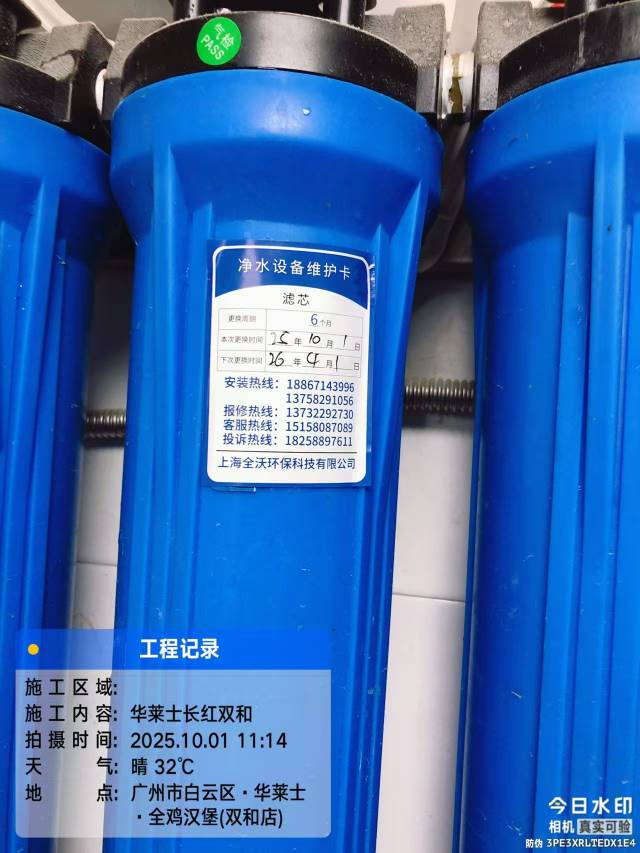 气检
PASS
净水设备维护卡
滤芯
更换周期 6个月
本次更换时间 25年10月1日
下次更换时间 26年4月1日
安装热线：18867143996
13758291056
报修热线：13732292730
客服热线：15158087089
投诉热线：18258897611
上海全沃环保科技有限公司
工程记录
施工区域:
施工内容: 华莱士长红双和
拍摄时间: 2025.10.01 11:14
天气: 晴 32℃
地点: 广州市白云区·华莱士
·全鸡汉堡(双和店)
今日水印
相机 真实可验
防伪 3PE3XRLTEDX1E4